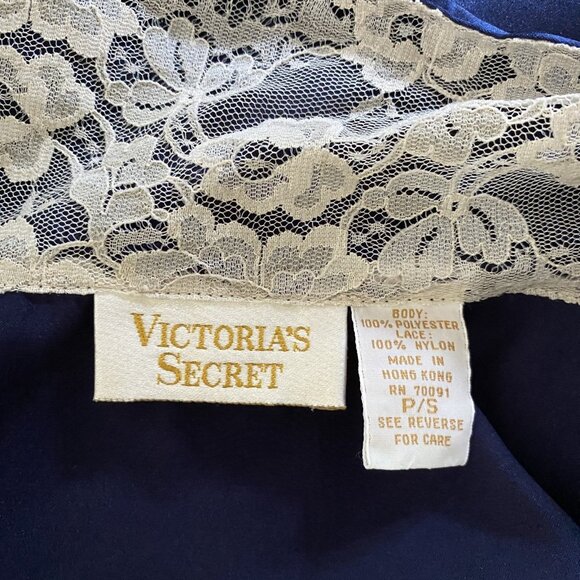 VICTORIA'S
SECRET
BODY:
100% POLYESTER
LACE:
100% NYLON
MADE IN
HONG KONG
RN 70091
P/S
SEE REVERSE
FOR CARE